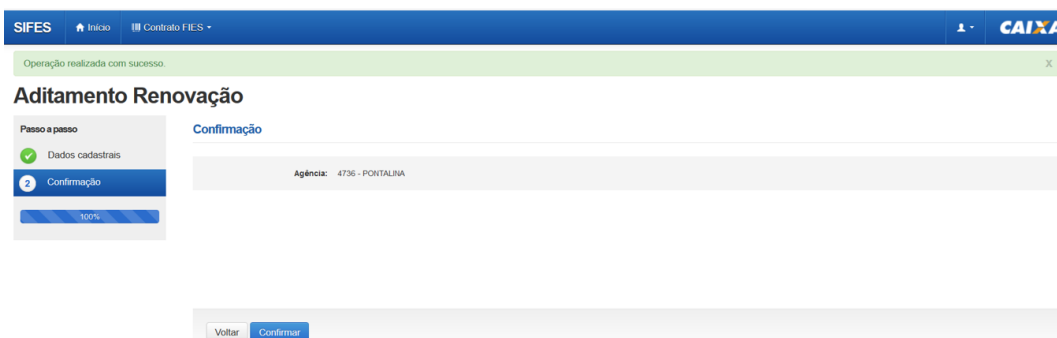 SIFES Início Contrato FIES CAIXA
Operação realizada com sucesso. X
Aditamento Renovação
Passo a passo
Dados cadastrais
2 Confirmação
100%
Confirmação
Agência: 4736 - PONTALINA
Voltar Confirmar